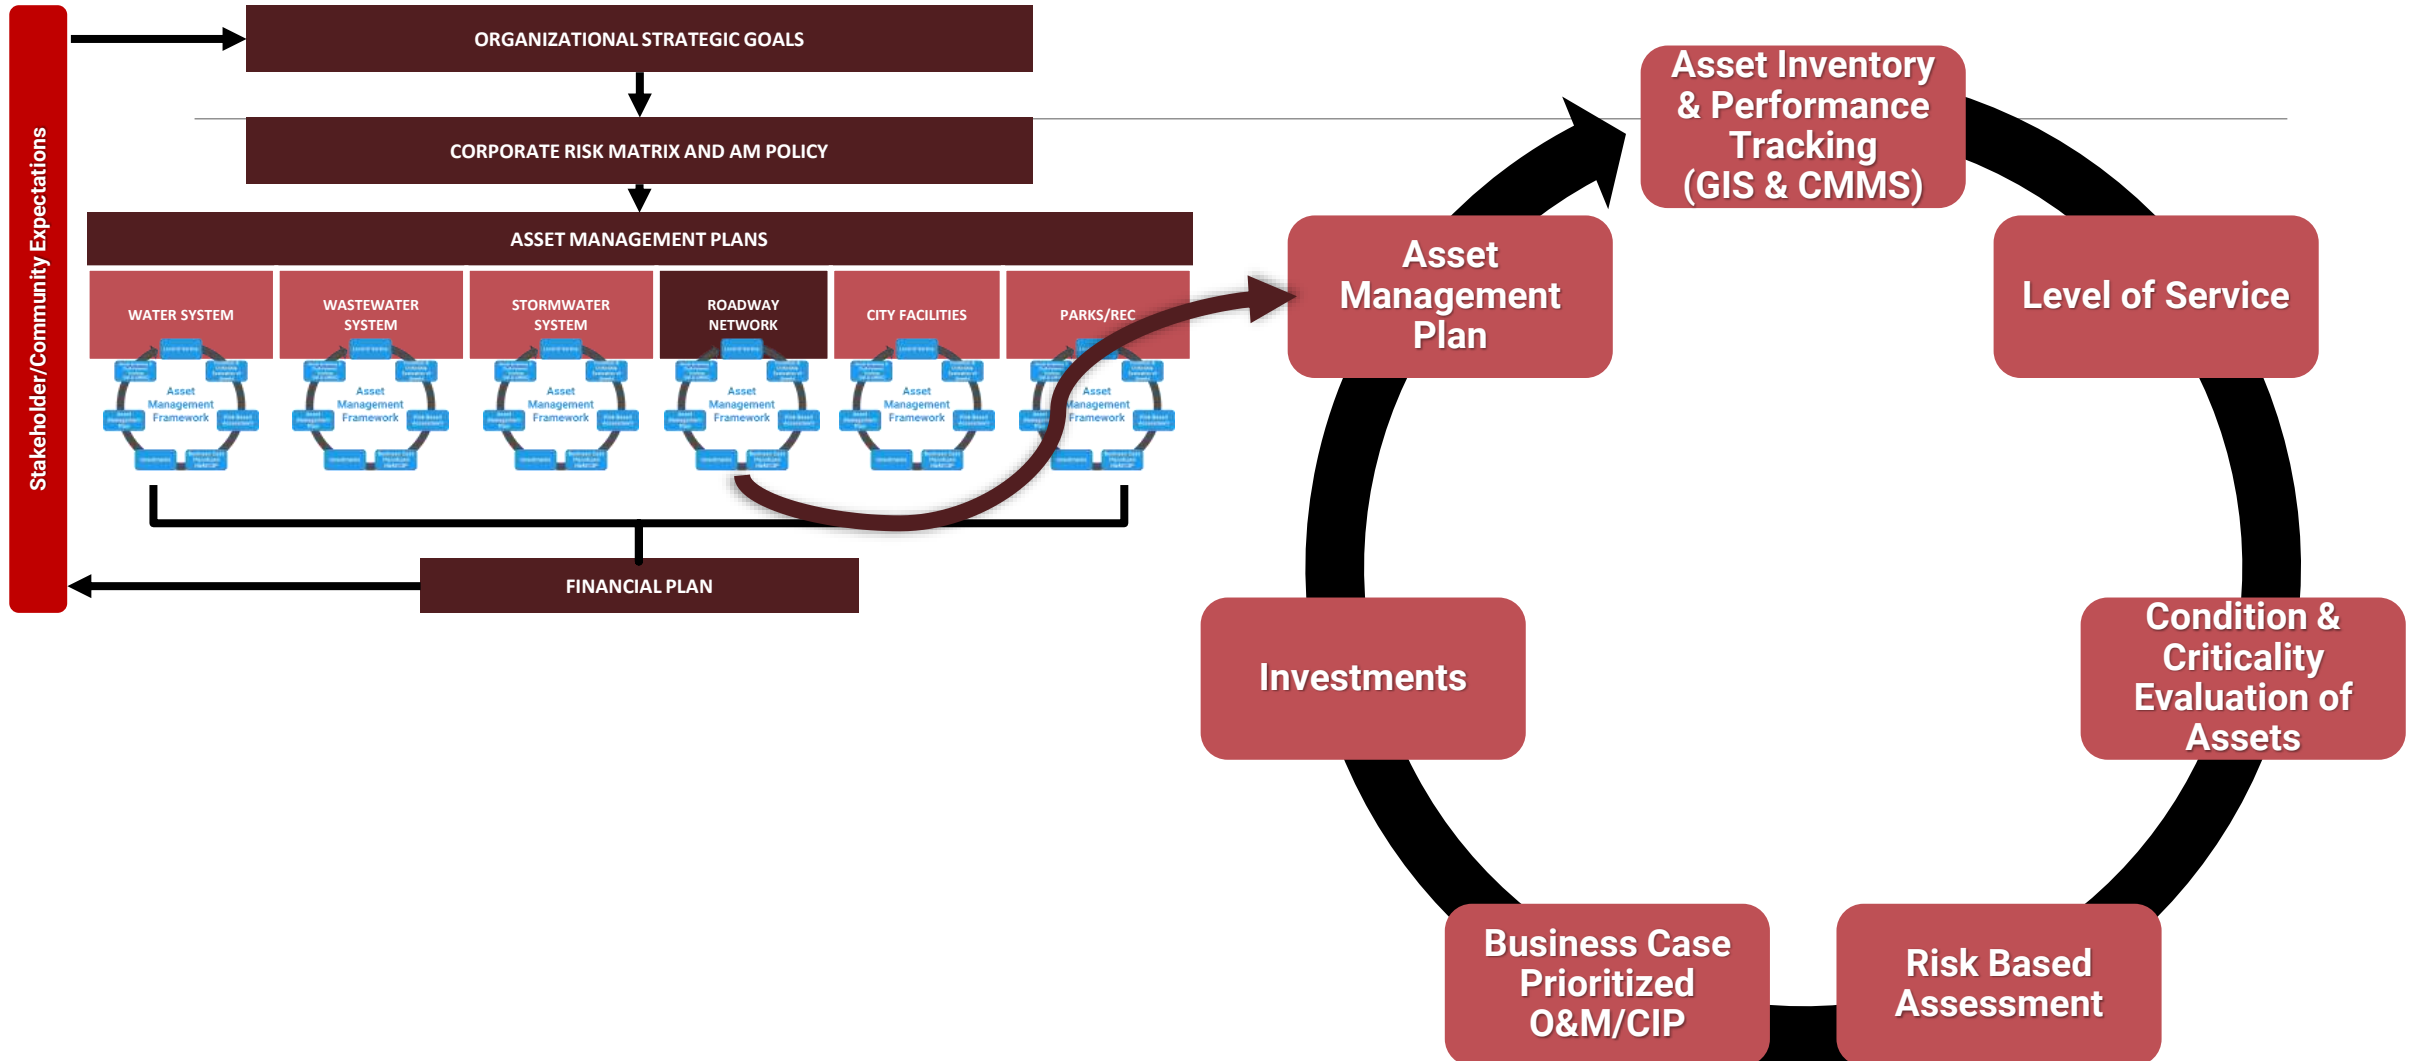 Stakeholder/Community Expectations
ORGANIZATIONAL STRATEGIC GOALS
CORPORATE RISK MATRIX AND AM POLICY
ASSET MANAGEMENT PLANS
WATER SYSTEM
WASTEWATER
SYSTEM
STORMWATER
SYSTEM
ROADWAY
NETWORK
CITY FACILITIES
PARKS/REC
Asset
Management
Framework
Asset
Management
Framework
Asset
Management
Framework
Asset
Management
Framework
Asset
Management
Framework
Asset
Management
Framework
FINANCIAL PLAN
Asset Inventory
& Performance
Tracking
(GIS & CMMS)
Level of Service
Condition &
Criticality
Evaluation of
Assets
Risk Based
Assessment
Business Case
Prioritized
O&M/CIP
Investments
Asset
Management
Plan